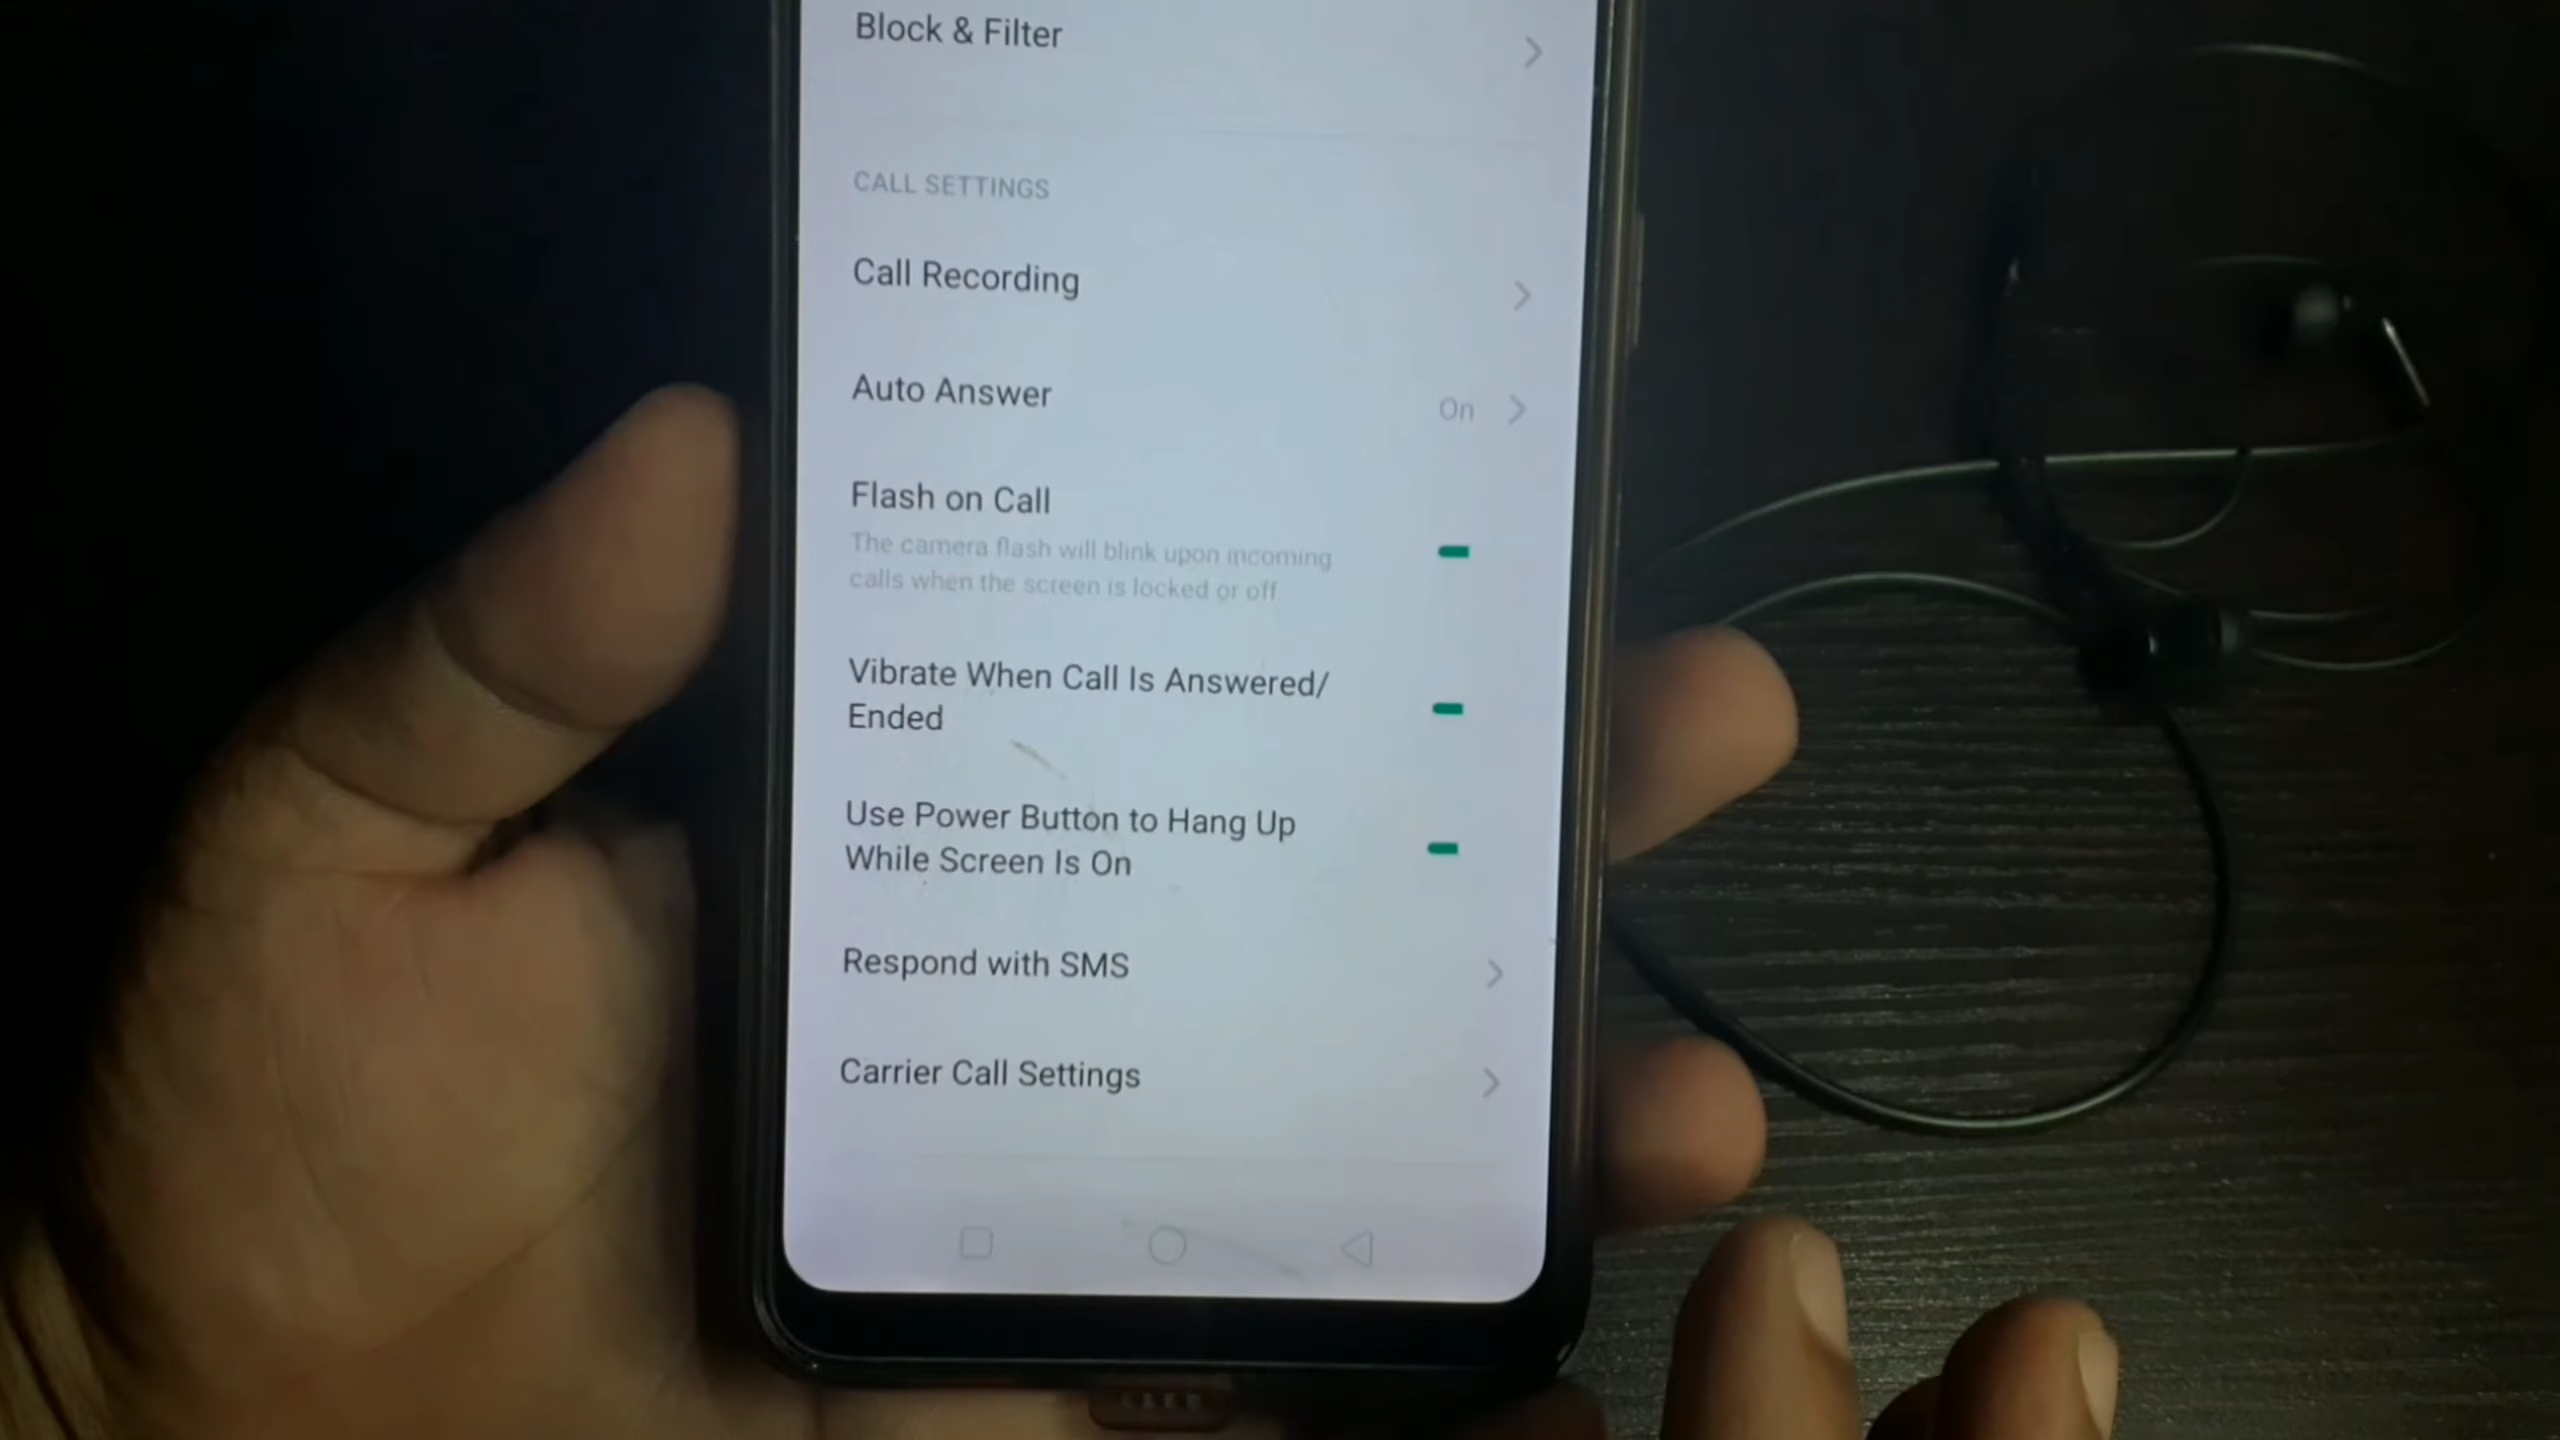 Block & Filter
CALL SETTINGS
Call Recording
Auto Answer
On
Flash on Call
The camera flash will blink upon incoming
calls when the screen is locked or off
Vibrate When Call Is Answered/
Ended
Use Power Button to Hang Up
While Screen Is On
Respond with SMS
Carrier Call Settings